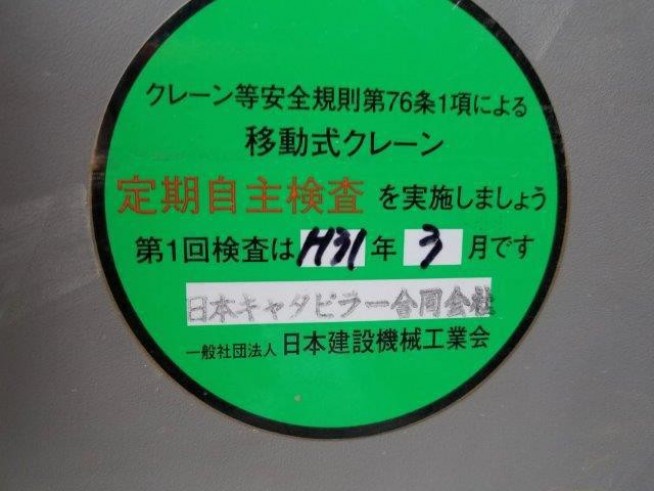 クレーン等安全規則第76条1項による
移動式クレーン
定期自主検査を実施しましょう
第1回検査はH31年3月です
日本キャタピラー合同会社
一般社団法人日本建設機械工業会